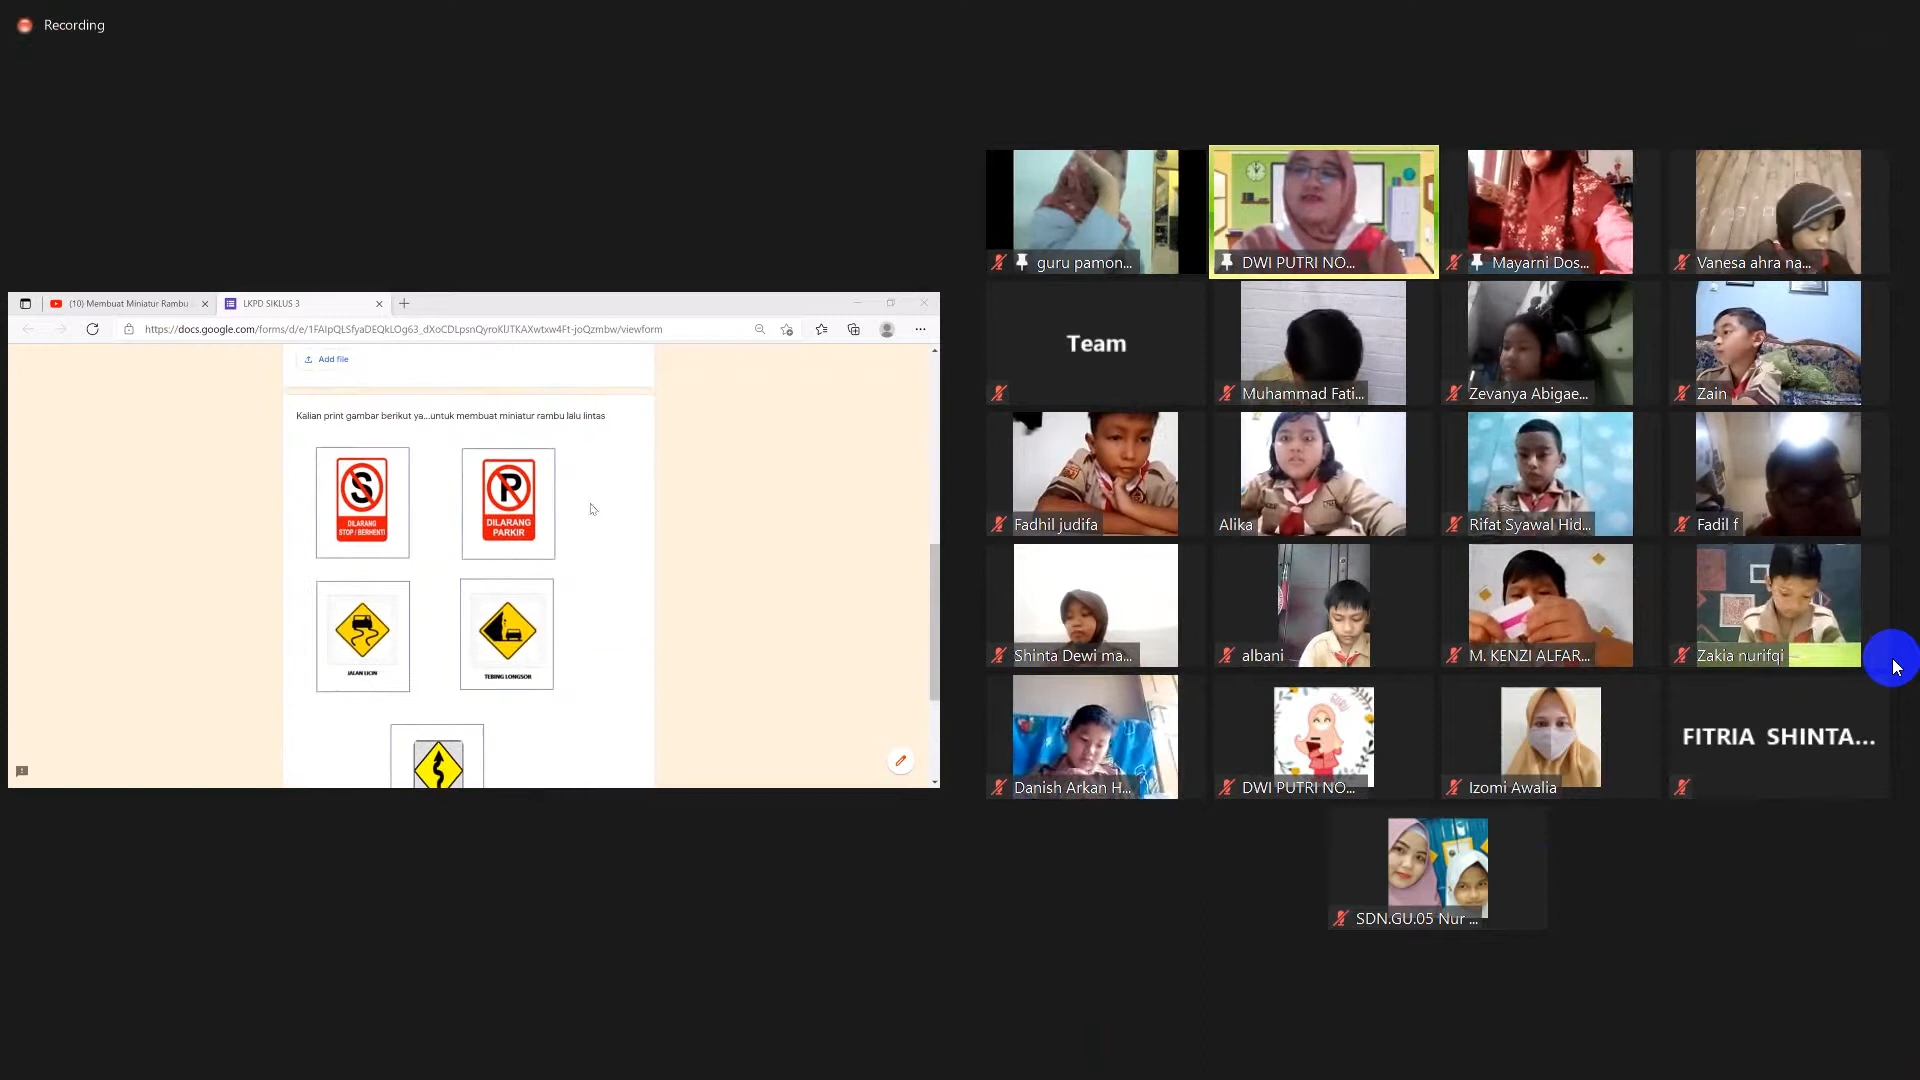 Recording
(10) Membuat Miniatur Rambu
LKPD SIKLUS 3
https://docs.google.com/forms/d/e/1FAIpQLSfyaDEQkLOg63_dXoCDLpsnQyroKlJTKAXwtxw4Ft-joQzmbw/viewform
Add file
Kalian print gambar berikut ya...untuk membuat miniatur rambu lalu lintas
S
DILARANG
STOP / BERHENTI
P
DILARANG
PARKIR
JALAN LICIN
TEBING LONGSOR
guru pamon...
DWI PUTRI NO...
Mayarni Dos...
Vanesa ahra na...
Team
Muhammad Fati...
Zevanya Abigae...
Zain
Fadhil judifa
Alika
Rifat Syawal Hid...
Fadil f
Shinta Dewi ma...
albani
M. KENZI ALFAR...
Zakia nurifqi
Danish Arkan H...
GURU
DWI PUTRI NO...
Izomi Awalia
FITRIA SHINTA...
SDN.GU.05 Nur ...